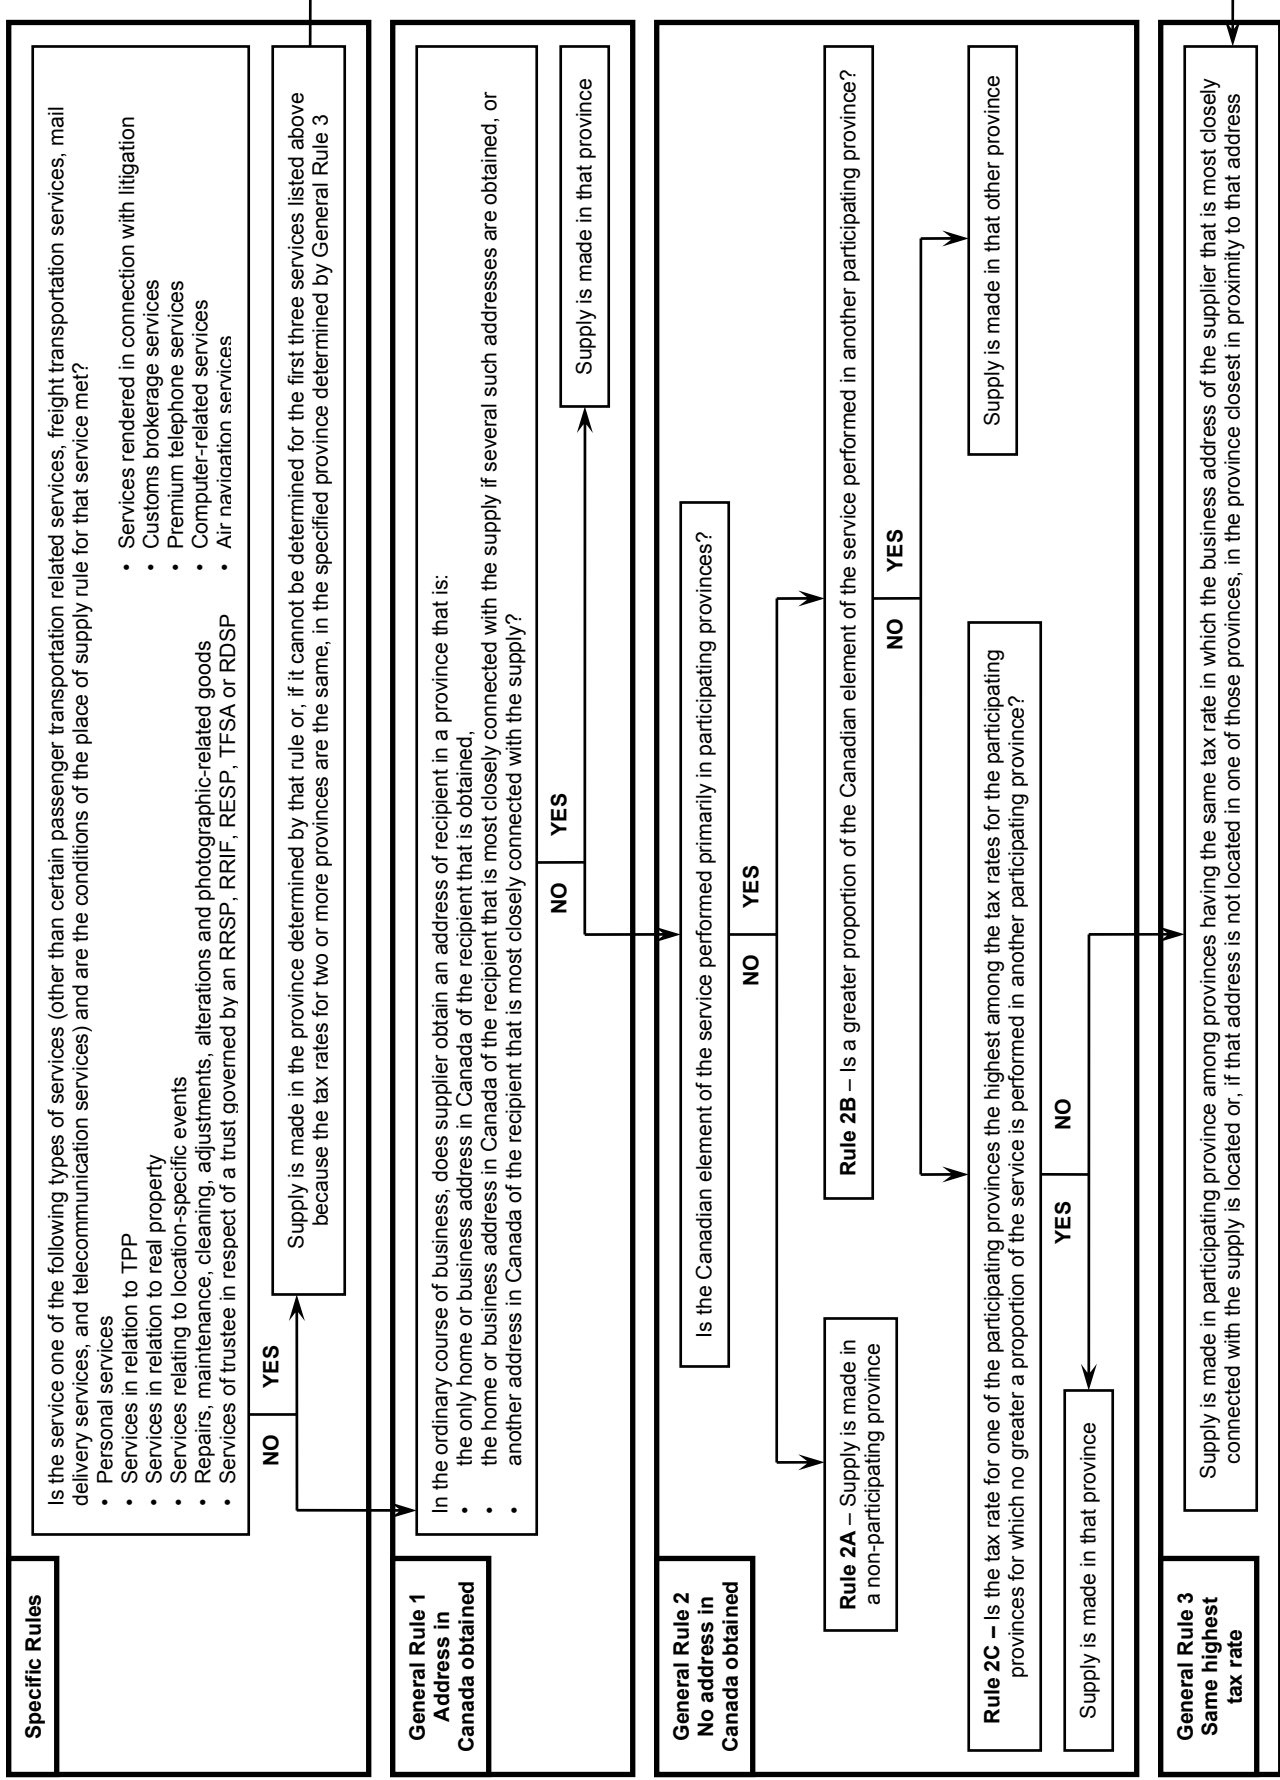 Specific Rules
Is the service one of the following types of services (other than certain passenger transportation related services, freight transportation services, mail
delivery services, and telecommunication services) and are the conditions of the place of supply rule for that service met?
• Personal services
• Services in relation to TPP
• Services in relation to real property
• Services relating to location-specific events
• Repairs, maintenance, cleaning, adjustments, alterations and photographic-related goods
• Services of trustee in respect of a trust governed by an RRSP, RRIF, RESP, TFSA or RDSP
• Services rendered in connection with litigation
• Customs brokerage services
• Premium telephone services
• Computer-related services
• Air navigation services
NO
YES
Supply is made in the province determined by that rule or, if it cannot be determined for the first three services listed above
because the tax rates for two or more provinces are the same, in the specified province determined by General Rule 3
General Rule 1
Address in
Canada obtained
In the ordinary course of business, does supplier obtain an address of recipient in a province that is:
• the only home or business address in Canada of the recipient that is obtained,
• the home or business address in Canada of the recipient that is most closely connected with the supply if several such addresses are obtained, or
• another address in Canada of the recipient that is most closely connected with the supply?
NO
YES
Supply is made in that province
General Rule 2
No address in
Canada obtained
Is the Canadian element of the service performed primarily in participating provinces?
NO
YES
Rule 2A – Supply is made in
a non-participating province
Rule 2B – Is a greater proportion of the Canadian element of the service performed in another participating province?
NO
YES
Rule 2C – Is the tax rate for one of the participating provinces the highest among the tax rates for the participating
provinces for which no greater a proportion of the service is performed in another participating province?
Supply is made in that other province
YES
NO
Supply is made in that province
General Rule 3
Same highest
tax rate
Supply is made in participating province among provinces having the same tax rate in which the business address of the supplier that is most closely
connected with the supply is located or, if that address is not located in one of those provinces, in the province closest in proximity to that address